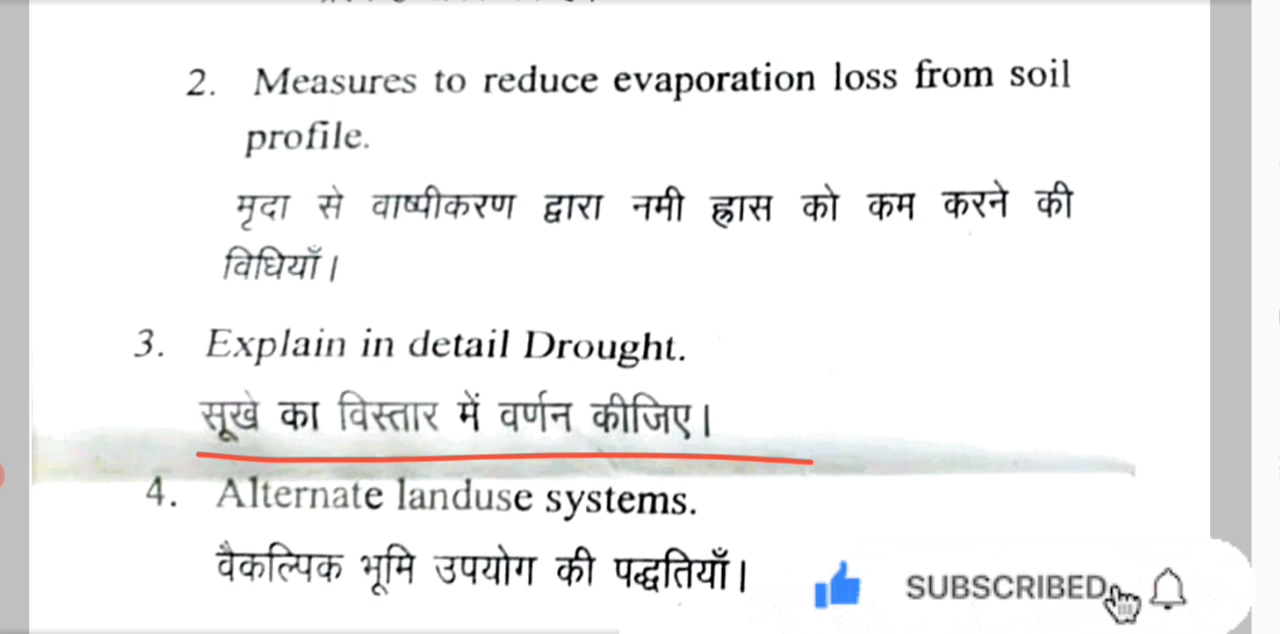 2. Measures to reduce evaporation loss from soil
profile.
मृदा से वाष्पीकरण द्वारा नमी ह्रास को कम करने की
विधियाँ।
3. Explain in detail Drought.
सूखे का विस्तार में वर्णन कीजिए।
4. Alternate landuse systems.
वैकल्पिक भूमि उपयोग की पद्धतियाँ।
SUBSCRIBED